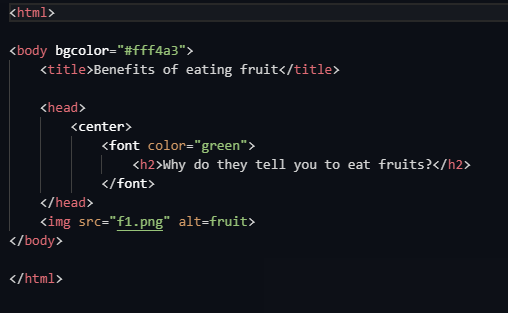 <html>
<body bgcolor="#fff4a3">
<title>Benefits of eating fruit</title>
<head>
<center>
<font color="green">
<h2>Why do they tell you to eat fruits?</h2>
</font>
</head>
<img src="f1.png" alt=fruit>
</body>
</html>